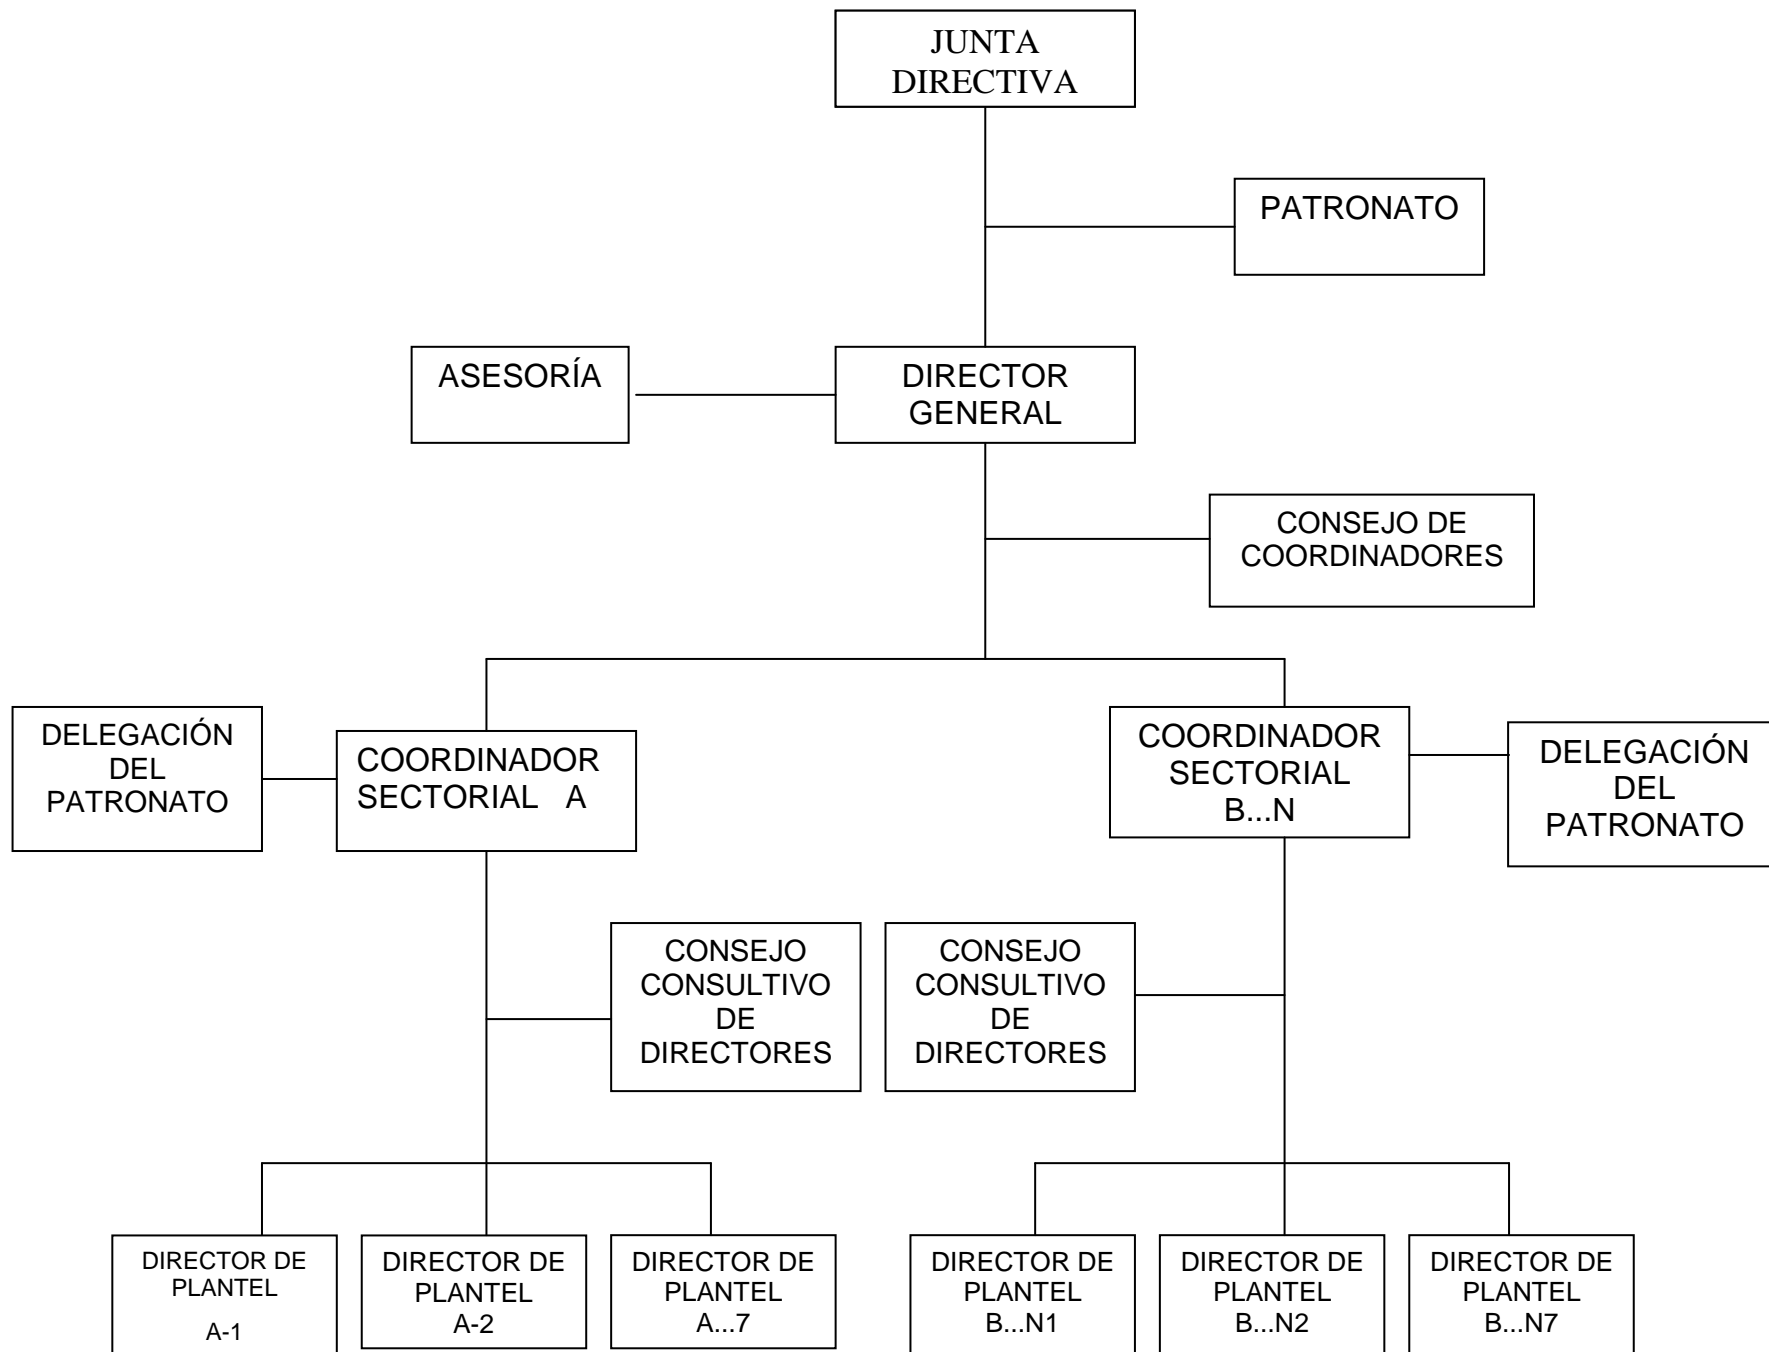 JUNTA
DIRECTIVA
PATRONATO
ASESORÍA
DIRECTOR
GENERAL
CONSEJO DE
COORDINADORES
DELEGACIÓN
DEL
PATRONATO
COORDINADOR
SECTORIAL A
COORDINADOR
SECTORIAL
B...N
DELEGACIÓN
DEL
PATRONATO
CONSEJO
CONSULTIVO
DE
DIRECTORES
CONSEJO
CONSULTIVO
DE
DIRECTORES
DIRECTOR DE
PLANTEL
A-1
DIRECTOR DE
PLANTEL
A-2
DIRECTOR DE
PLANTEL
A...7
DIRECTOR DE
PLANTEL
B...N1
DIRECTOR DE
PLANTEL
B...N2
DIRECTOR DE
PLANTEL
B...N7